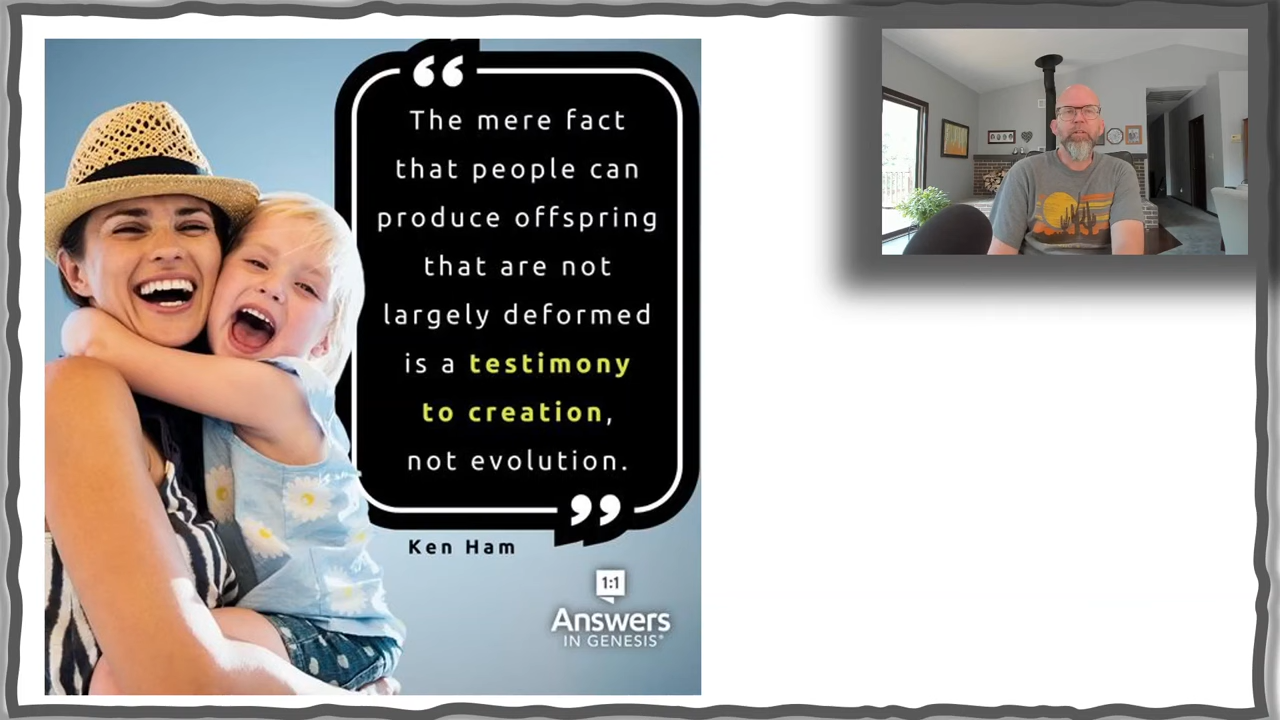 “
The mere fact
that people can
produce offspring
that are not
largely deformed
is a testimony
to creation,
not evolution.
”
Ken Ham
1:1
Answers
IN GENESIS®